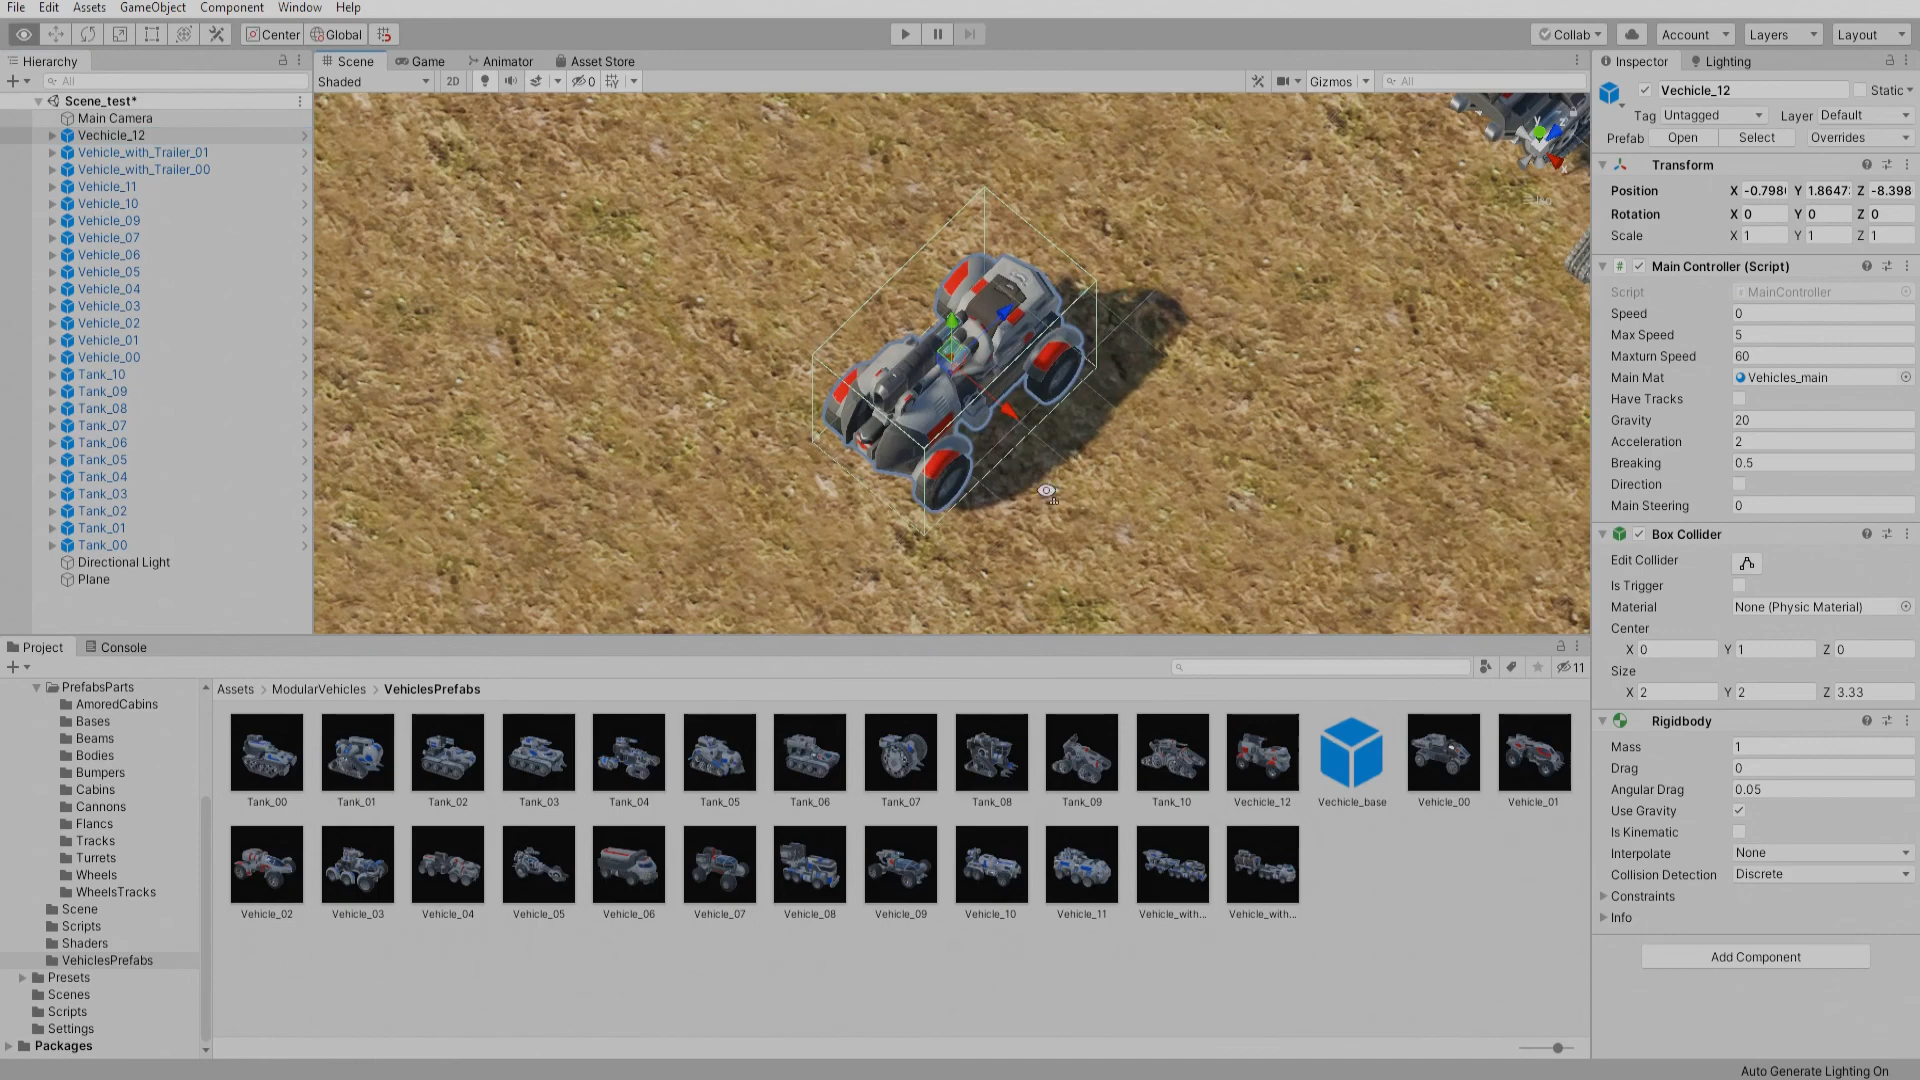 File Edit Assets GameObject Component Window Help
Center Global
Collab Account Layers Layout
Hierarchy
All
Scene_test*
Main Camera
Vechicle_12
Vehicle_with_Trailer_01
Vehicle_with_Trailer_00
Vehicle_11
Vehicle_10
Vehicle_09
Vehicle_07
Vehicle_06
Vehicle_05
Vehicle_04
Vehicle_03
Vehicle_02
Vehicle_01
Vehicle_00
Tank_10
Tank_09
Tank_08
Tank_07
Tank_06
Tank_05
Tank_04
Tank_03
Tank_02
Tank_01
Tank_00
Directional Light
Plane
Scene Game Animator Asset Store
Shaded 2D 0 Gizmos All
y
z
x
Iso
Inspector Lighting
Vechicle_12 Static
Tag Untagged Layer Default
Prefab Open Select Overrides
Transform
Position X -0.798 Y 1.8647 Z -8.398
Rotation X 0 Y 0 Z 0
Scale X 1 Y 1 Z 1
Main Controller (Script)
Script MainController
Speed 0
Max Speed 5
Maxturn Speed 60
Main Mat Vehicles_main
Have Tracks
Gravity 20
Acceleration 2
Breaking 0.5
Direction
Main Steering 0
Box Collider
Edit Collider
Is Trigger
Material None (Physic Material)
Center
X 0 Y 1 Z 0
Size
X 2 Y 2 Z 3.33
Rigidbody
Mass 1
Drag 0
Angular Drag 0.05
Use Gravity
Is Kinematic
Interpolate None
Collision Detection Discrete
Constraints
Info
Add Component
Project Console
11
PrefabsParts
AmoredCabins
Bases
Beams
Bodies
Bumpers
Cabins
Cannons
Flancs
Tracks
Turrets
Wheels
WheelsTracks
Scene
Scripts
Shaders
VehiclesPrefabs
Presets
Scenes
Scripts
Settings
Packages
Assets > ModularVehicles > VehiclesPrefabs
Tank_00 Tank_01 Tank_02 Tank_03 Tank_04 Tank_05 Tank_06 Tank_07 Tank_08 Tank_09 Tank_10 Vechicle_12 Vechicle_base Vehicle_00 Vehicle_01
Vehicle_02 Vehicle_03 Vehicle_04 Vehicle_05 Vehicle_06 Vehicle_07 Vehicle_08 Vehicle_09 Vehicle_10 Vehicle_11 Vehicle_with... Vehicle_with...
Auto Generate Lighting On